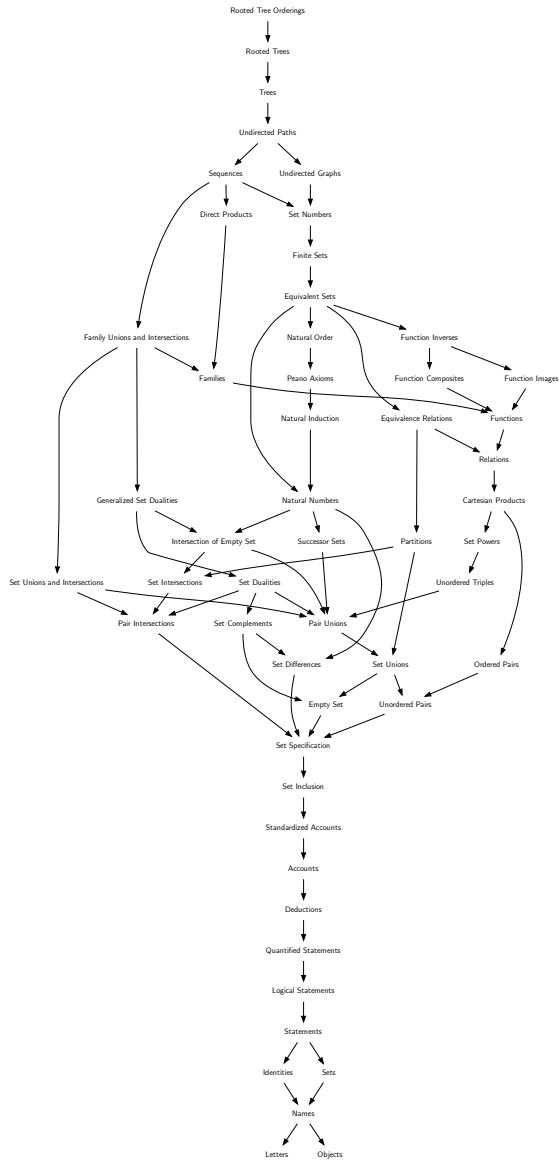 Rooted Tree Orderings
Rooted Trees
Trees
Undirected Paths
Sequences
Undirected Graphs
Direct Products
Set Numbers
Finite Sets
Equivalent Sets
Family Unions and Intersections
Natural Order
Function Inverses
Families
Peano Axioms
Function Composites
Function Images
Natural Induction
Equivalence Relations
Functions
Relations
Generalized Set Dualities
Natural Numbers
Cartesian Products
Intersection of Empty Set
Successor Sets
Partitions
Set Powers
Set Unions and Intersections
Set Intersections
Set Dualities
Unordered Triples
Pair Intersections
Set Complements
Pair Unions
Set Differences
Set Unions
Ordered Pairs
Empty Set
Unordered Pairs
Set Specification
Set Inclusion
Standardized Accounts
Accounts
Deductions
Quantified Statements
Logical Statements
Statements
Identities
Sets
Names
Letters
Objects